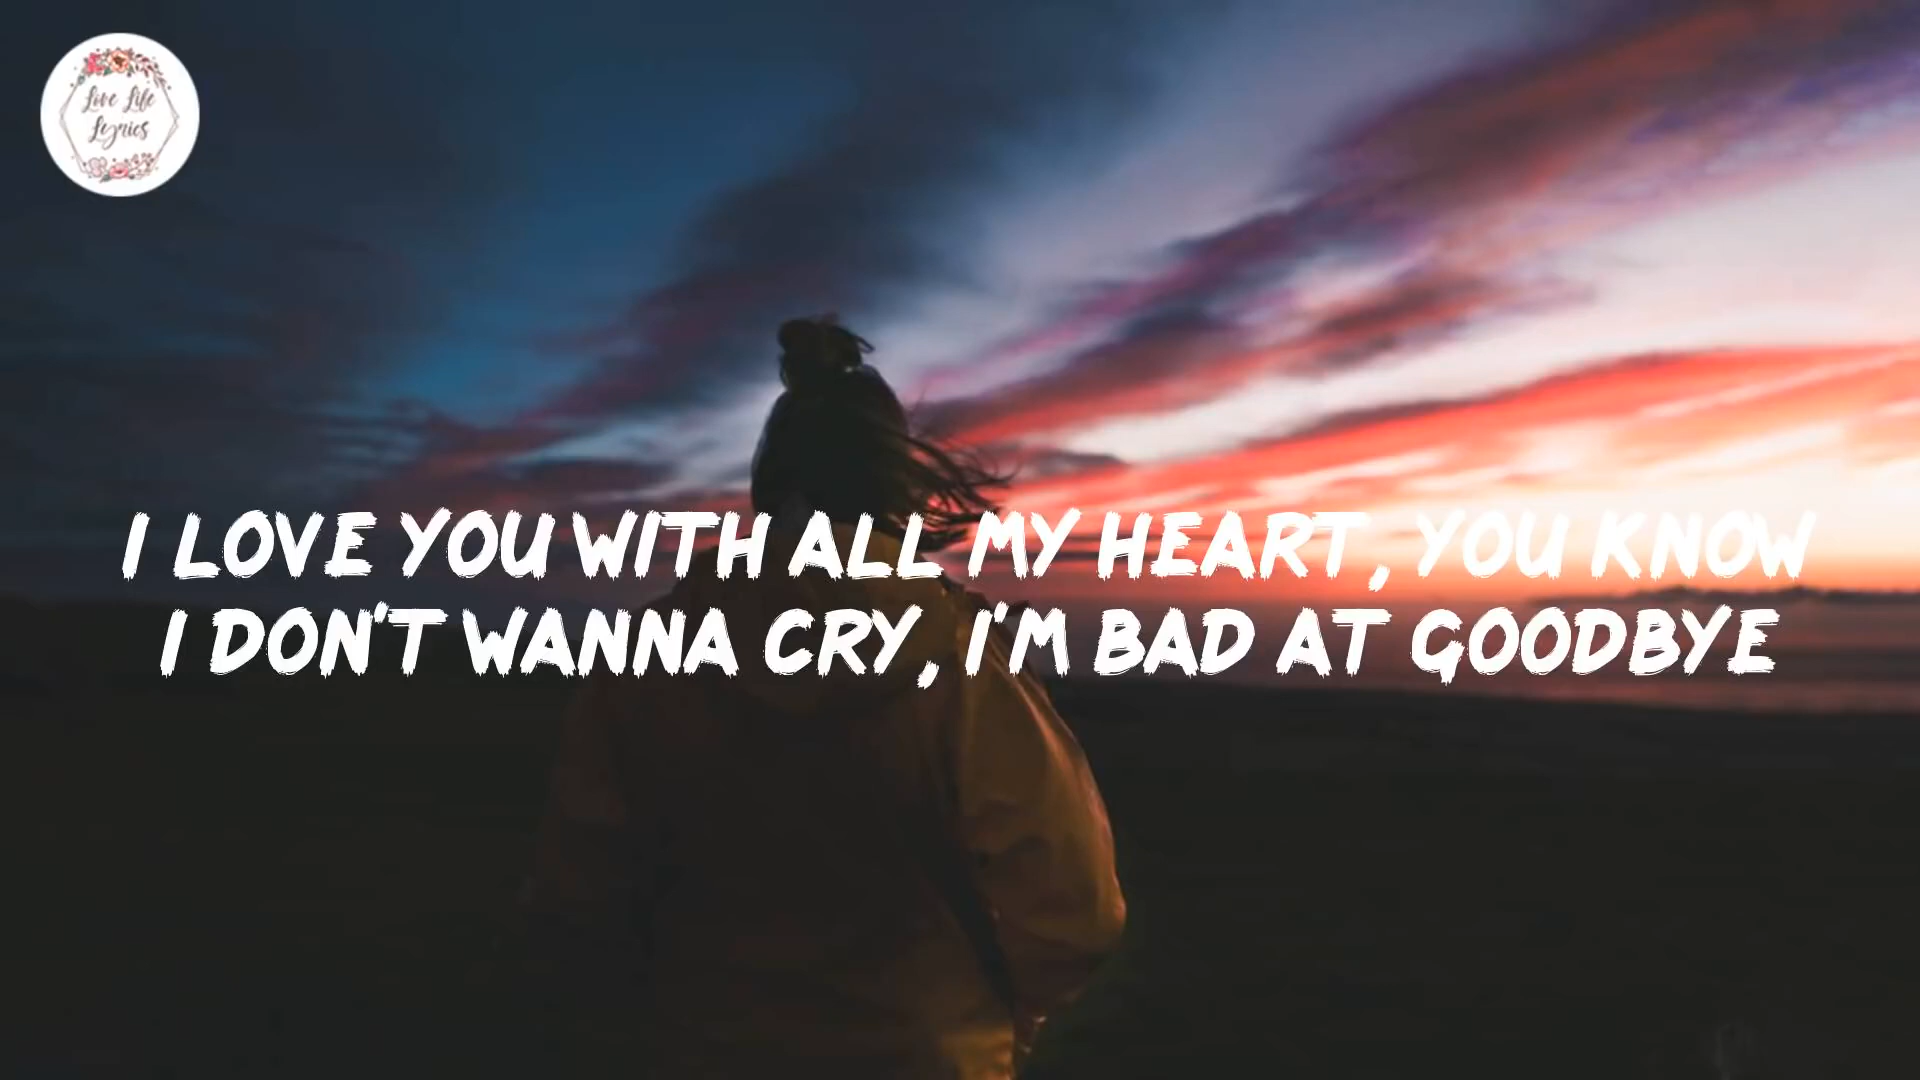 Love Life
Lyrics
I LOVE YOU WITH ALL MY HEART, YOU KNOW
I DON'T WANNA CRY, I'M BAD AT GOODBYE